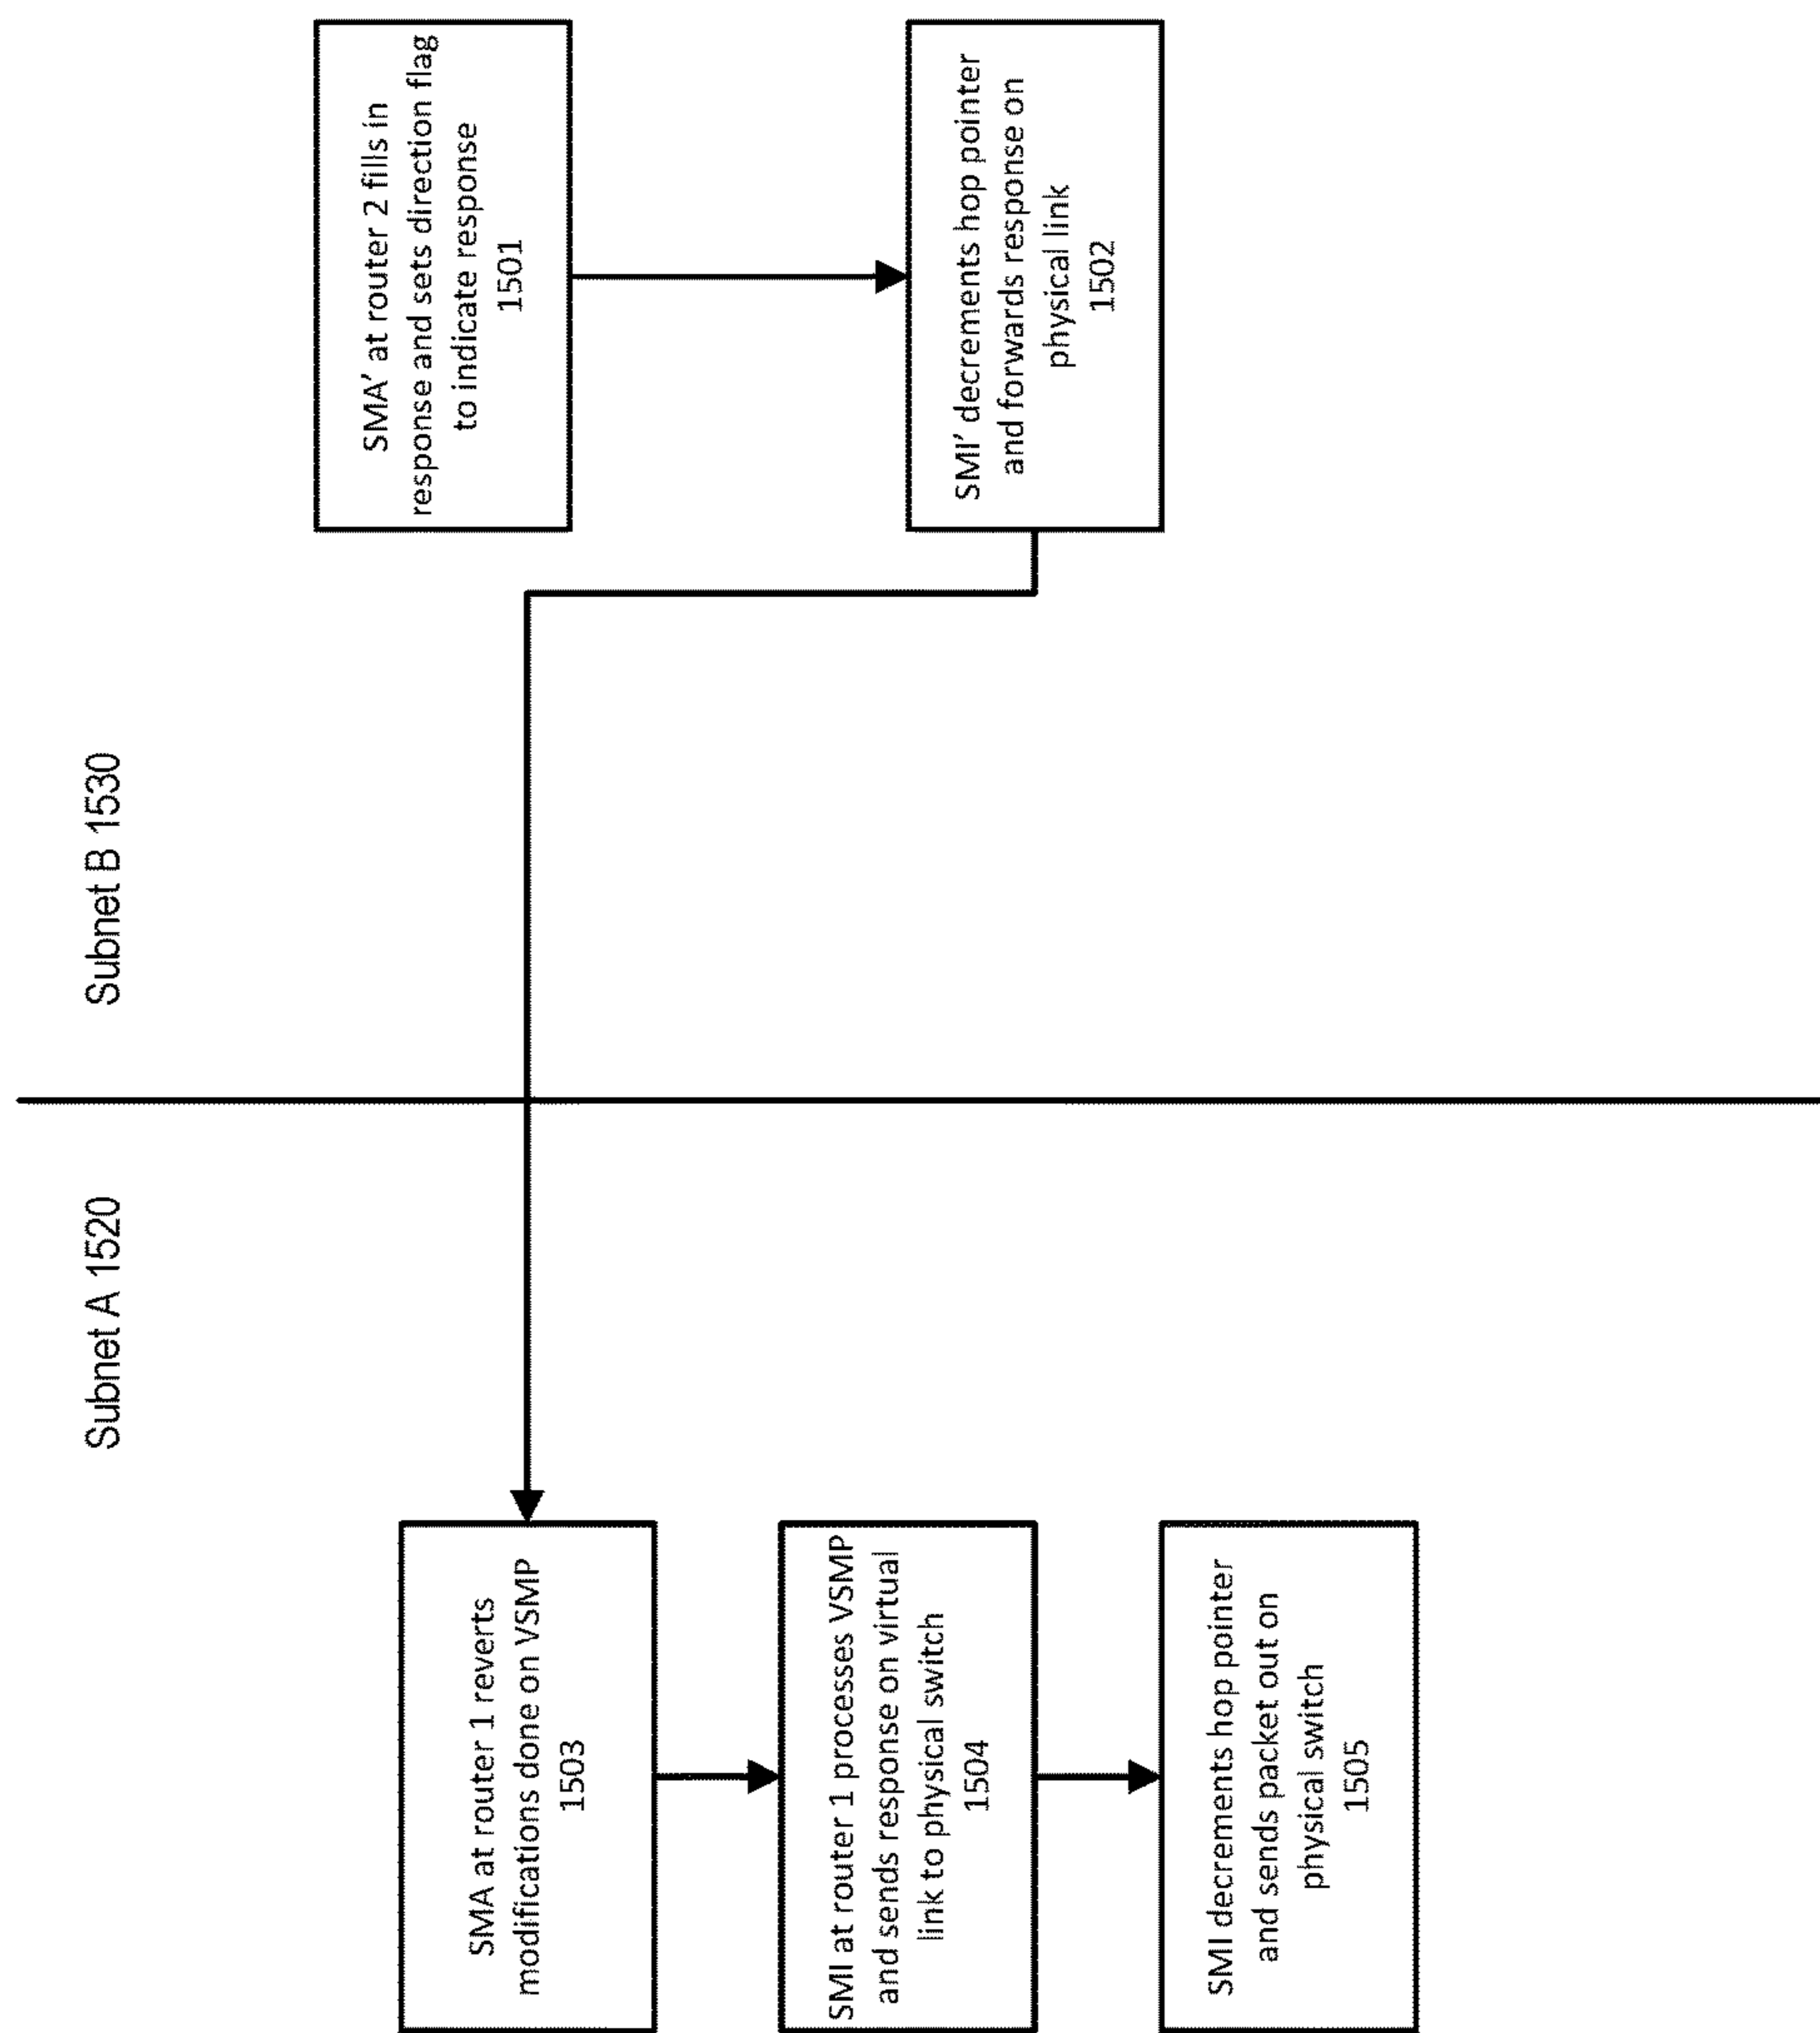 Subnet A 1520
Subnet B 1530
SMA' at router 2 fills in
response and sets direction flag
to indicate response
1501
SMI' decrements hop pointer
and forwards response on
physical link
1502
SMA at router 1 reverts
modifications done on VSMP
1503
SMI at router 1 processes VSMP
and sends response on virtual
link to physical switch
1504
SMI decrements hop pointer
and sends packet out on
physical switch
1505